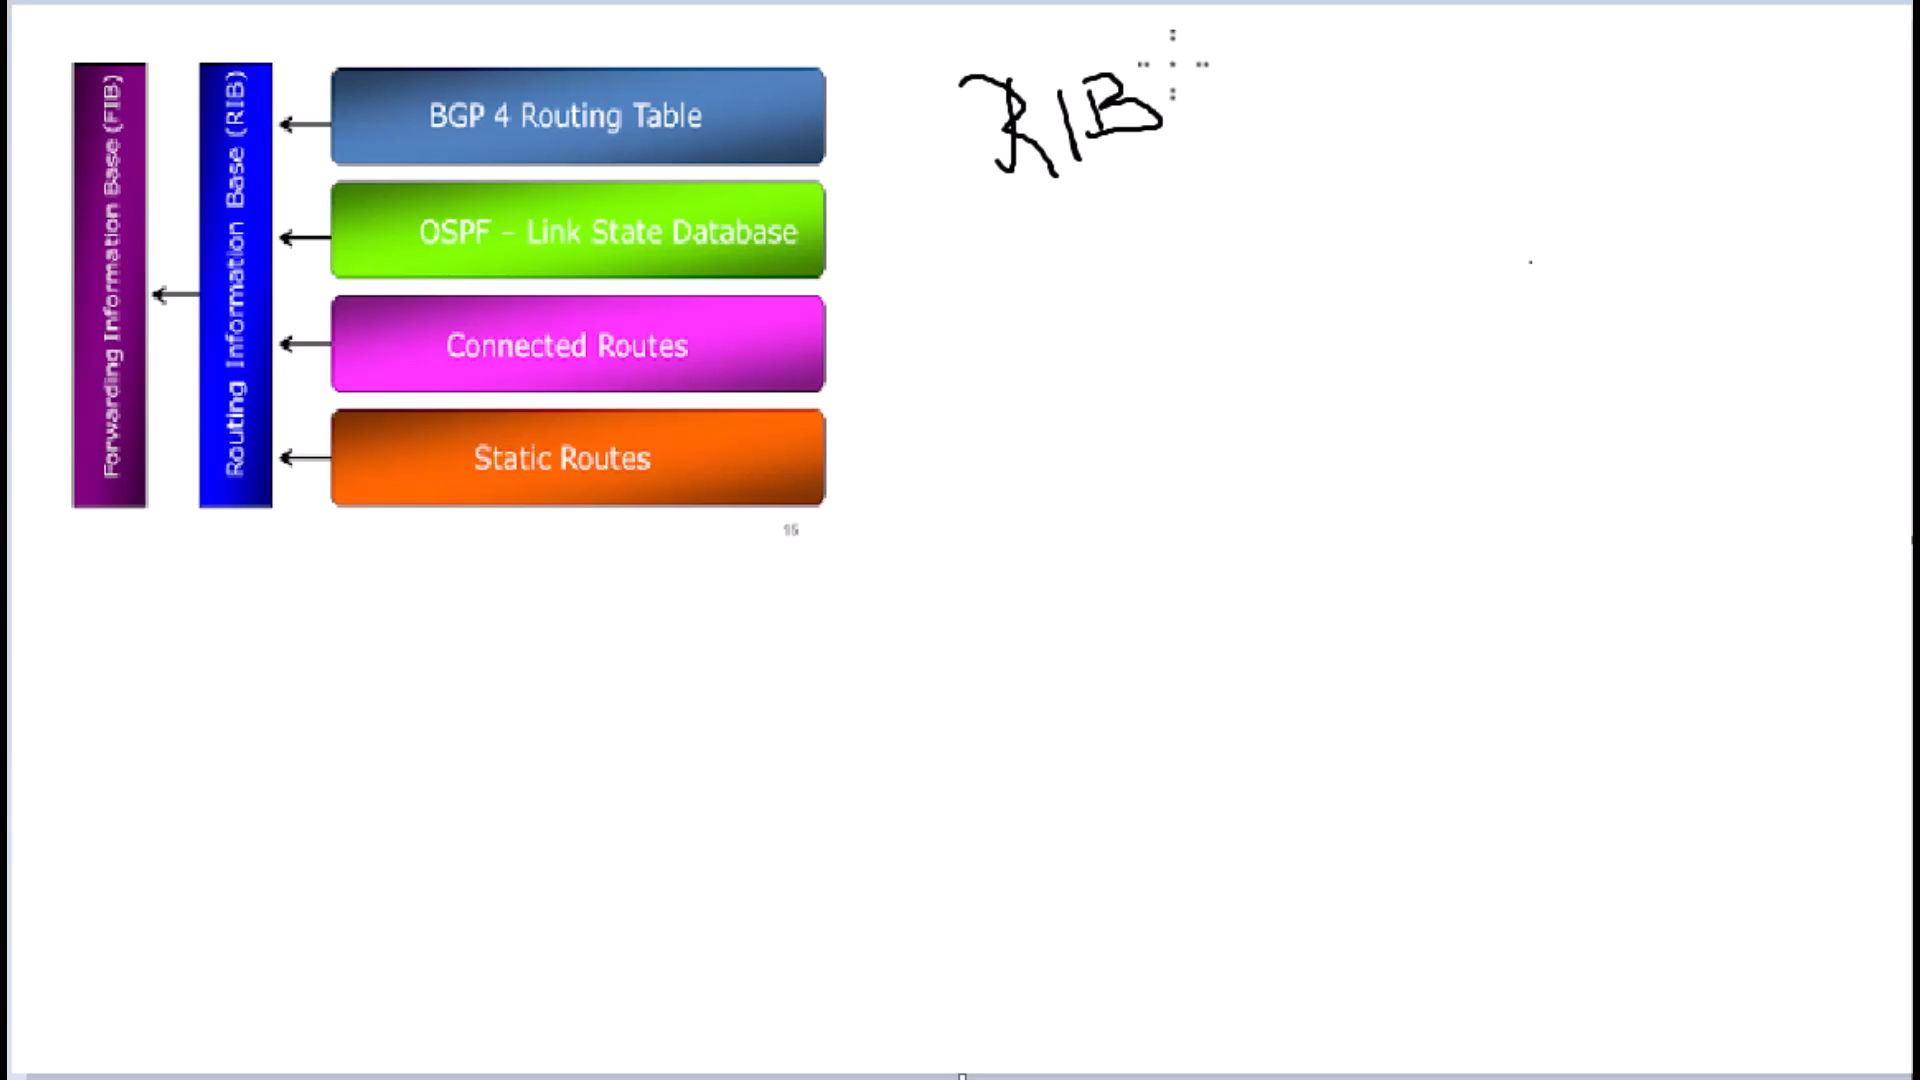 Forwarding Information Base (FIB)
Routing Information Base (RIB)
BGP 4 Routing Table
OSPF – Link State Database
Connected Routes
Static Routes
15
RIB